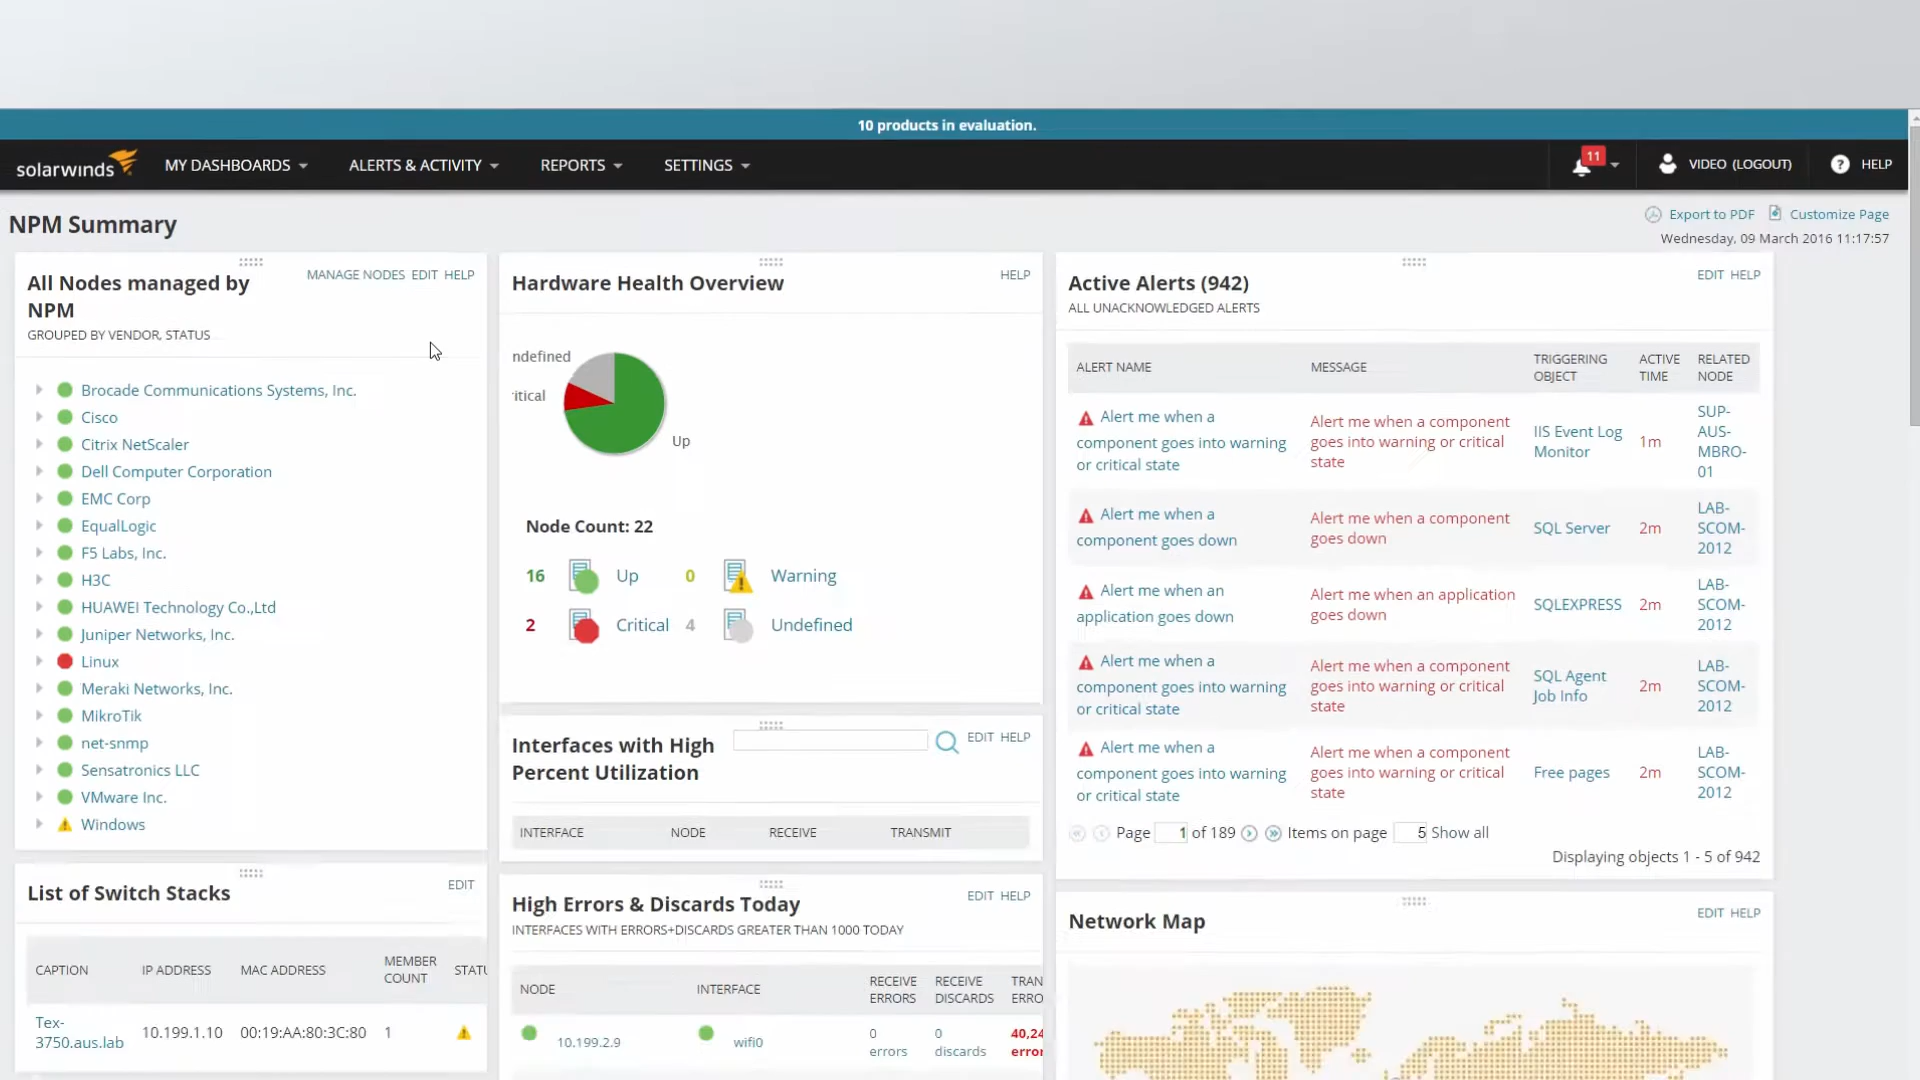 10 products in evaluation.
solarwinds
MY DASHBOARDS
ALERTS & ACTIVITY
REPORTS
SETTINGS
11
VIDEO (LOGOUT)
? HELP
NPM Summary
Export to PDF
Customize Page
Wednesday, 09 March 2016 11:17:57
All Nodes managed by
NPM
MANAGE NODES EDIT HELP
GROUPED BY VENDOR, STATUS
Brocade Communications Systems, Inc.
Cisco
Citrix NetScaler
Dell Computer Corporation
EMC Corp
EqualLogic
F5 Labs, Inc.
H3C
HUAWEI Technology Co.,Ltd
Juniper Networks, Inc.
Linux
Meraki Networks, Inc.
MikroTik
net-snmp
Sensatronics LLC
VMware Inc.
Windows
List of Switch Stacks
EDIT
CAPTION
IP ADDRESS
MAC ADDRESS
MEMBER
COUNT
STATU
Tex-
3750.aus.lab
10.199.1.10
00:19:AA:80:3C:80
1
Hardware Health Overview
HELP
ndefined
ritical
Up
Node Count: 22
16 Up 0 Warning
2 Critical 4 Undefined
Interfaces with High
Percent Utilization
EDIT HELP
INTERFACE NODE RECEIVE TRANSMIT
High Errors & Discards Today
EDIT HELP
INTERFACES WITH ERRORS+DISCARDS GREATER THAN 1000 TODAY
NODE
INTERFACE
RECEIVE
ERRORS
RECEIVE
DISCARDS
TRAN
ERRO
10.199.2.9
wifi0
0
errors
0
discards
40,24
error
Active Alerts (942)
EDIT HELP
ALL UNACKNOWLEDGED ALERTS
ALERT NAME
MESSAGE
TRIGGERING
OBJECT
ACTIVE
TIME
RELATED
NODE
Alert me when a
component goes into warning
or critical state
Alert me when a component
goes into warning or critical
state
IIS Event Log
Monitor
1m
SUP-
AUS-
MBRO-
01
Alert me when a
component goes down
Alert me when a component
goes down
SQL Server
2m
LAB-
SCOM-
2012
Alert me when an
application goes down
Alert me when an application
goes down
SQLEXPRESS
2m
LAB-
SCOM-
2012
Alert me when a
component goes into warning
or critical state
Alert me when a component
goes into warning or critical
state
SQL Agent
Job Info
2m
LAB-
SCOM-
2012
Alert me when a
component goes into warning
or critical state
Alert me when a component
goes into warning or critical
state
Free pages
2m
LAB-
SCOM-
2012
Page 1 of 189 Items on page 5 Show all
Displaying objects 1 - 5 of 942
Network Map
EDIT HELP